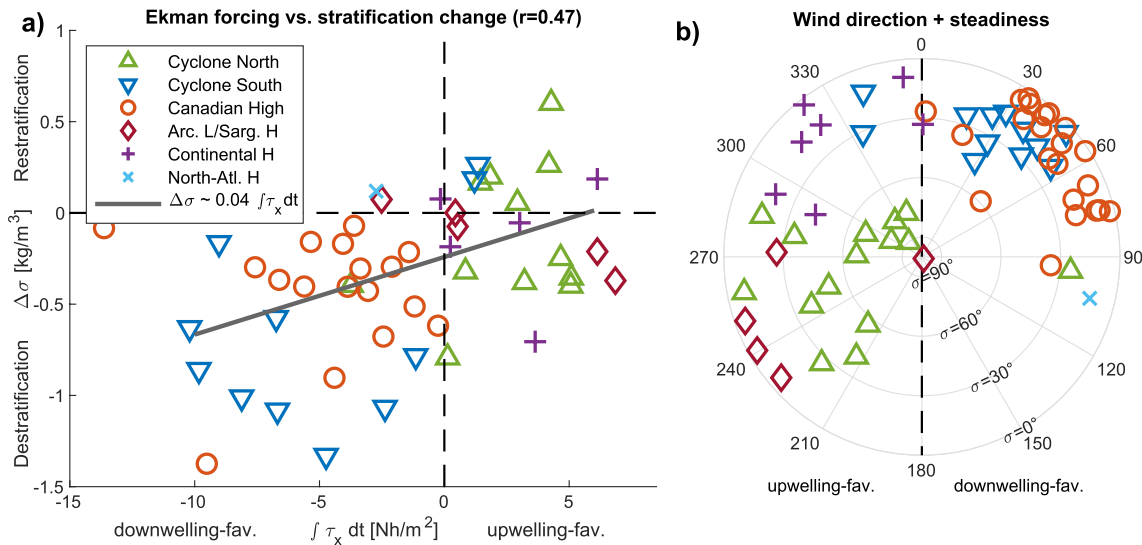 a)
Ekman forcing vs. stratification change (r=0.47)
1
0.5
0
-0.5
-1
-1.5
Restratification
Δσ [kg/m³]
Destratification
Cyclone North
Cyclone South
Canadian High
Arc. L/Sarg. H
Continental H
North-Atl. H
Δσ ~ 0.04 ∫τₓ dt
-15
-10
-5
0
5
downwelling-fav.
∫ τₓ dt [Nh/m²]
upwelling-fav.
b)
Wind direction + steadiness
0
30
60
90
120
150
180
210
240
270
300
330
σ=90°
σ=60°
σ=30°
σ=0°
upwelling-fav.
downwelling-fav.